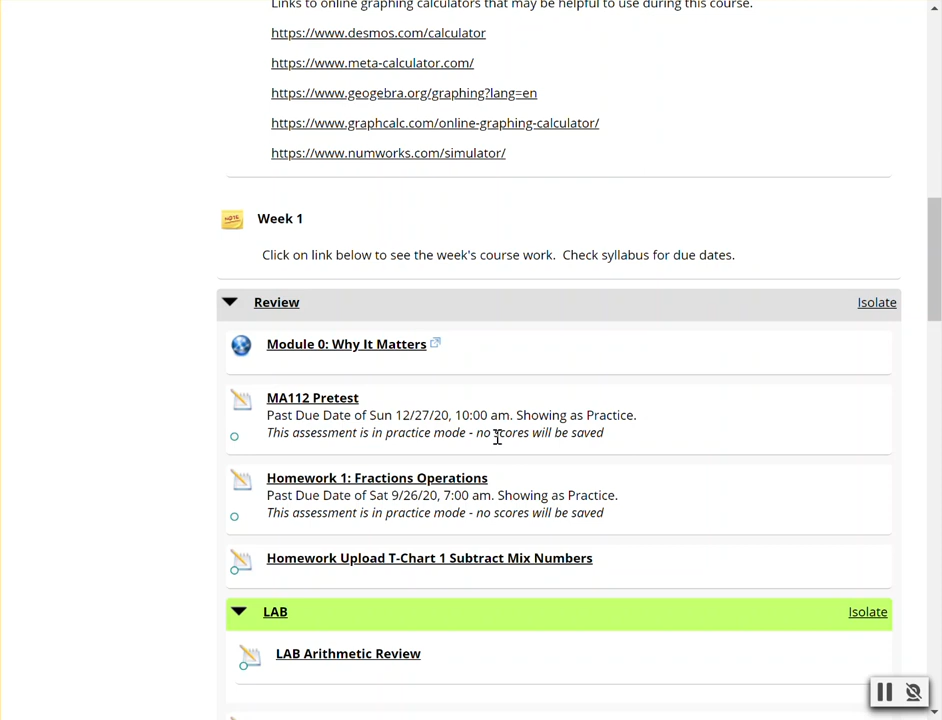 Links to online graphing calculators that may be helpful to use during this course.
https://www.desmos.com/calculator
https://www.meta-calculator.com/
https://www.geogebra.org/graphing?lang=en
https://www.graphcalc.com/online-graphing-calculator/
https://www.numworks.com/simulator/
NOTE
Week 1
Click on link below to see the week's course work. Check syllabus for due dates.
Review Isolate
Module 0: Why It Matters
MA112 Pretest
Past Due Date of Sun 12/27/20, 10:00 am. Showing as Practice.
This assessment is in practice mode - no scores will be saved
Homework 1: Fractions Operations
Past Due Date of Sat 9/26/20, 7:00 am. Showing as Practice.
This assessment is in practice mode - no scores will be saved
Homework Upload T-Chart 1 Subtract Mix Numbers
LAB Isolate
LAB Arithmetic Review